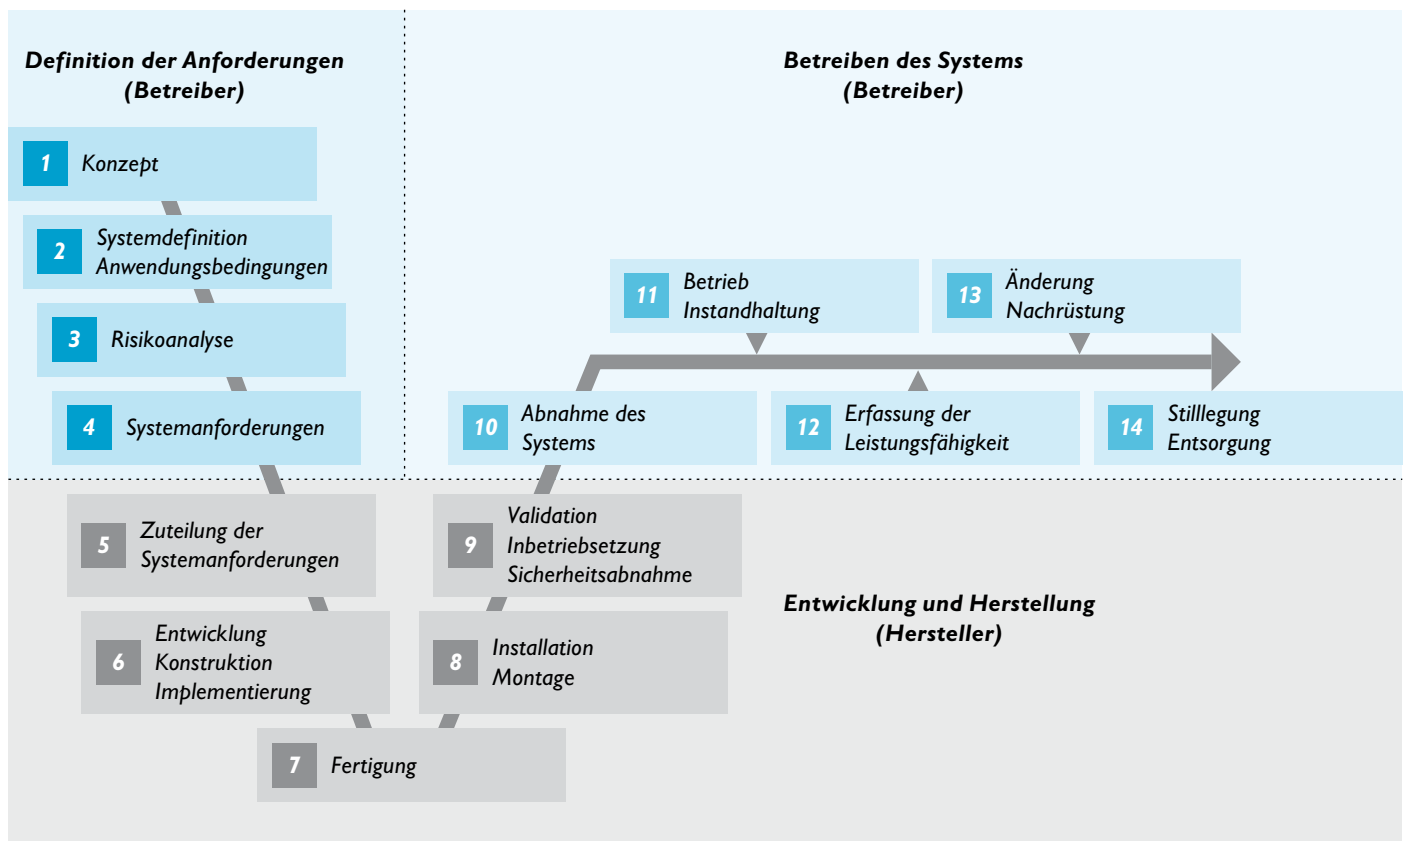 Definition der Anforderungen
(Betreiber)
Betreiben des Systems
(Betreiber)
1
Konzept
2
Systemdefinition
Anwendungsbedingungen
3
Risikoanalyse
4
Systemanforderungen
5
Zuteilung der
Systemanforderungen
6
Entwicklung
Konstruktion
Implementierung
7
Fertigung
8
Installation
Montage
9
Validation
Inbetriebsetzung
Sicherheitsabnahme
10
Abnahme des
Systems
11
Betrieb
Instandhaltung
12
Erfassung der
Leistungsfähigkeit
13
Änderung
Nachrüstung
14
Stilllegung
Entsorgung
Entwicklung und Herstellung
(Hersteller)